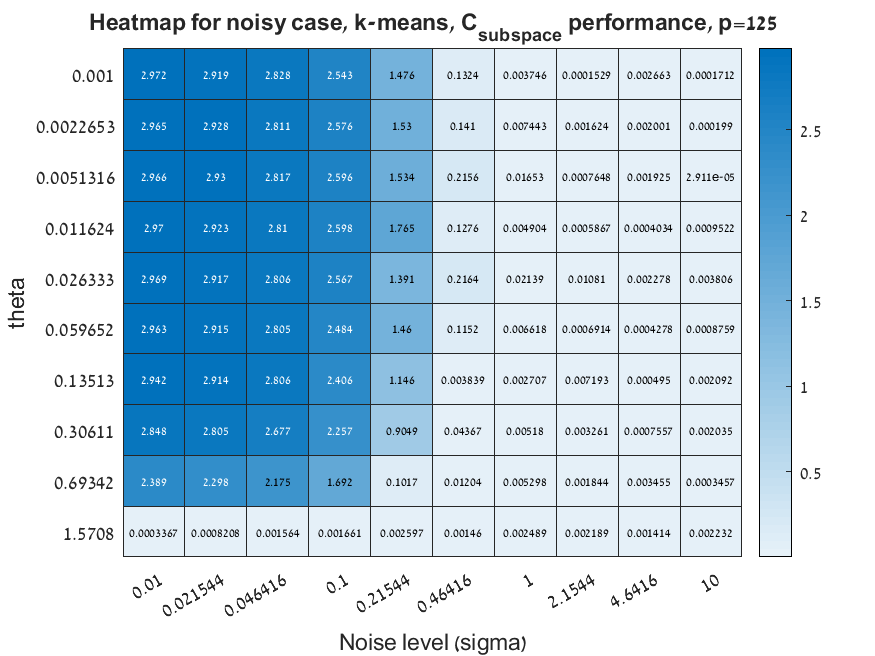 Heatmap for noisy case, k-means, C_subspace performance, p=125
0.001 2.972 2.919 2.828 2.543 1.476 0.1324 0.003746 0.0001529 0.002663 0.0001712
0.0022653 2.965 2.928 2.811 2.576 1.53 0.141 0.007443 0.001624 0.002001 0.000199
0.0051316 2.966 2.93 2.817 2.596 1.534 0.2156 0.01653 0.0007648 0.001925 2.911e-05
0.011624 2.97 2.923 2.81 2.598 1.765 0.1276 0.004904 0.0005867 0.0004034 0.0009522
0.026333 2.969 2.917 2.806 2.567 1.391 0.2164 0.02139 0.01081 0.002278 0.003806
0.059652 2.963 2.915 2.805 2.484 1.46 0.1152 0.006618 0.0006914 0.0004278 0.0008759
0.13513 2.942 2.914 2.806 2.406 1.146 0.003839 0.002707 0.007193 0.000495 0.002092
0.30611 2.848 2.805 2.677 2.257 0.9049 0.04367 0.00518 0.003261 0.0007557 0.002035
0.69342 2.389 2.298 2.175 1.692 0.1017 0.01204 0.005298 0.001844 0.003455 0.0003457
1.5708 0.0003367 0.0008208 0.001564 0.001661 0.002597 0.00146 0.002489 0.002189 0.001414 0.002232
0.01 0.021544 0.046416 0.1 0.21544 0.46416 1 2.1544 4.6416 10
Noise level (sigma)
theta
2.5
2
1.5
1
0.5